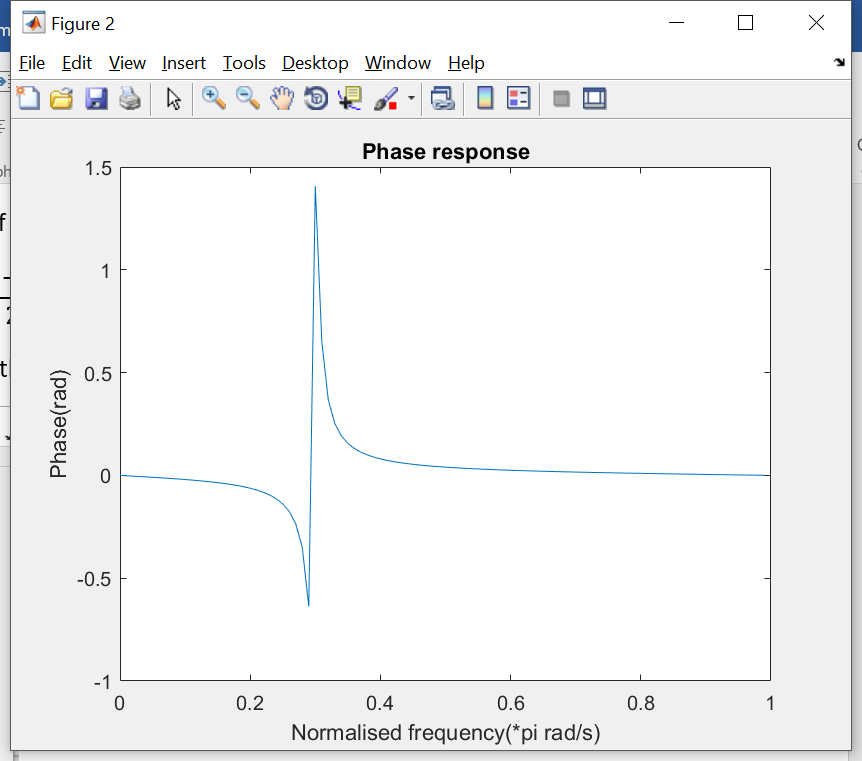 Figure 2
File Edit View Insert Tools Desktop Window Help
Phase response
1.5
1
0.5
0
-0.5
-1
Phase(rad)
0 0.2 0.4 0.6 0.8 1
Normalised frequency(*pi rad/s)